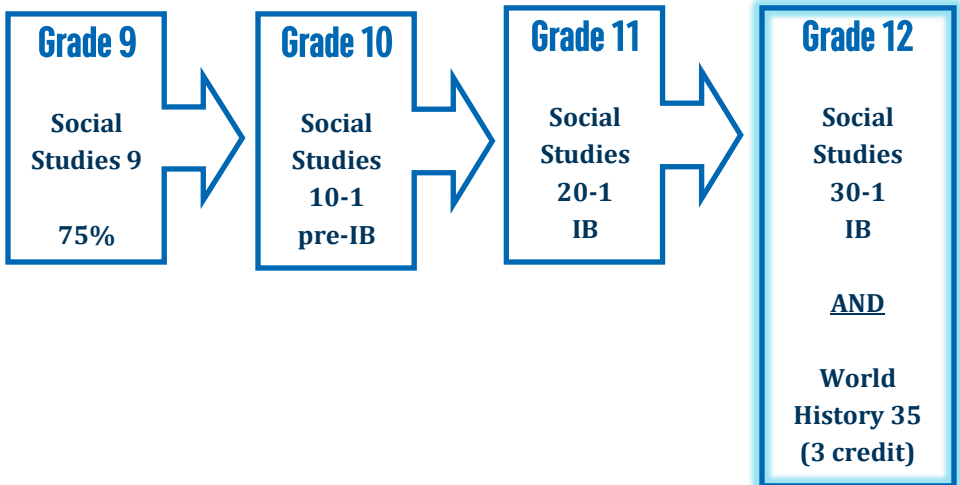 Grade 9
Social
Studies 9
75%
Grade 10
Social
Studies
10-1
pre-IB
Grade 11
Social
Studies
20-1
IB
Grade 12
Social
Studies
30-1
IB
AND
World
History 35
(3 credit)